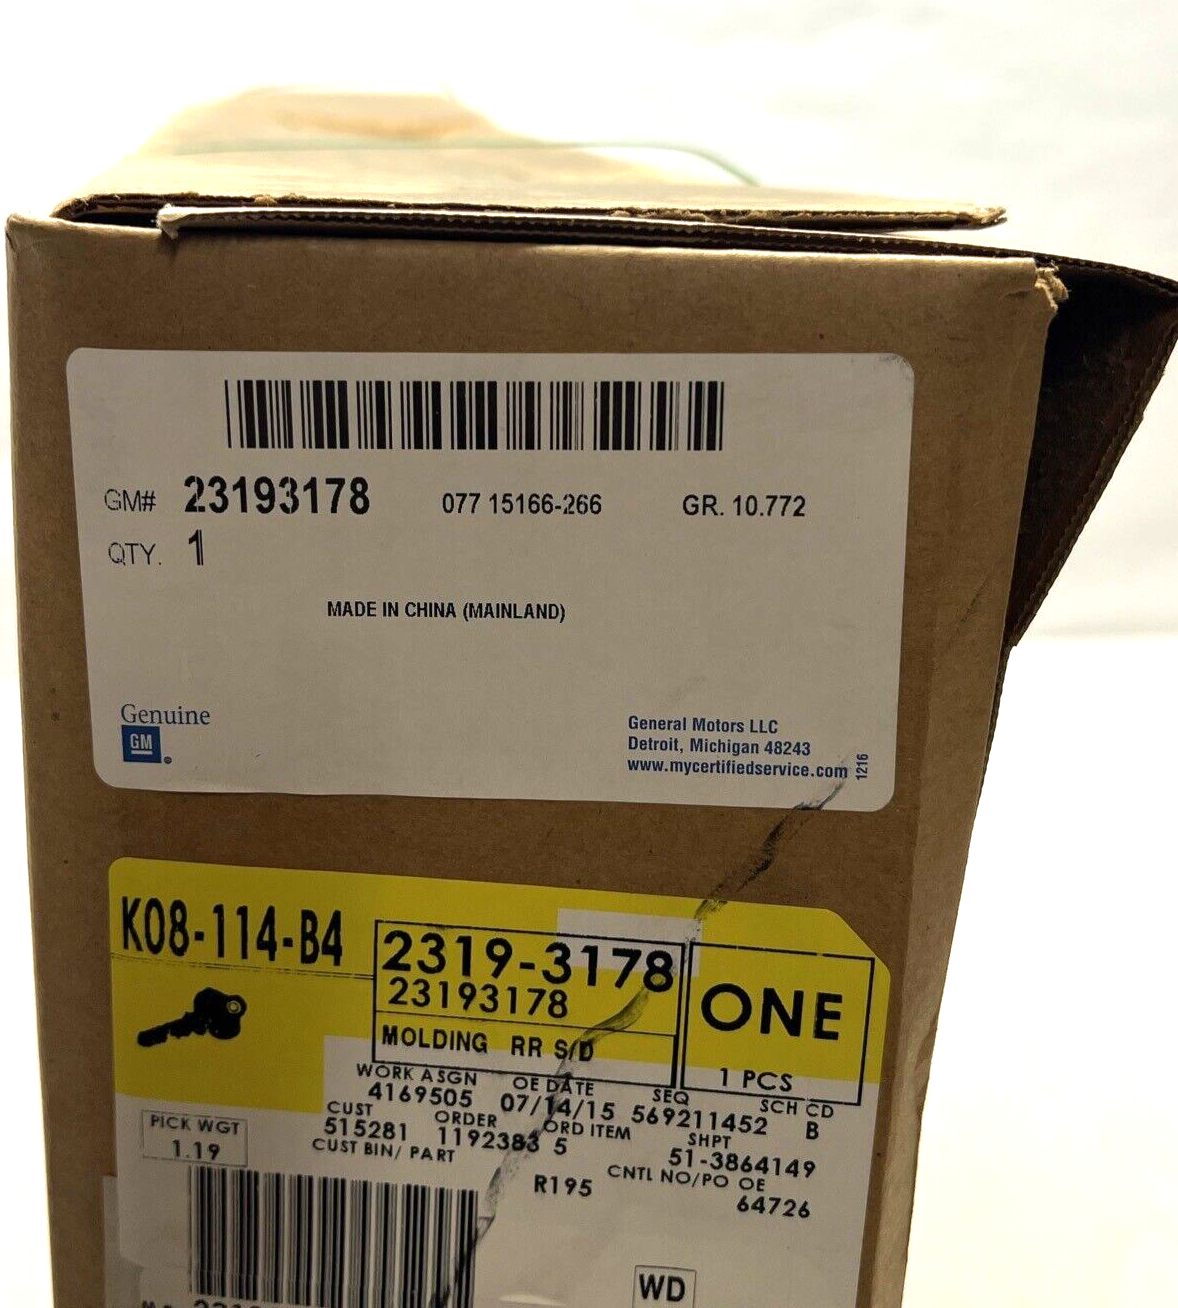 GM# 23193178 077 15166-266 GR. 10.772
QTY. 1
MADE IN CHINA (MAINLAND)
Genuine
GM
General Motors LLC
Detroit, Michigan 48243
www.mycertifiedservice.com
1216
K08-114-B4
2319-3178
23193178
MOLDING RR S/D
ONE
1 PCS
WORK ASGN OE DATE SEQ SCH CD
4169505 07/14/15 569211452 B
CUST ORDER ORD ITEM SHPT
515281 1192383 5 51-3864149
CUST BIN/ PART R195 CNTL NO/PO OE
64726
PICK WGT
1.19
WD